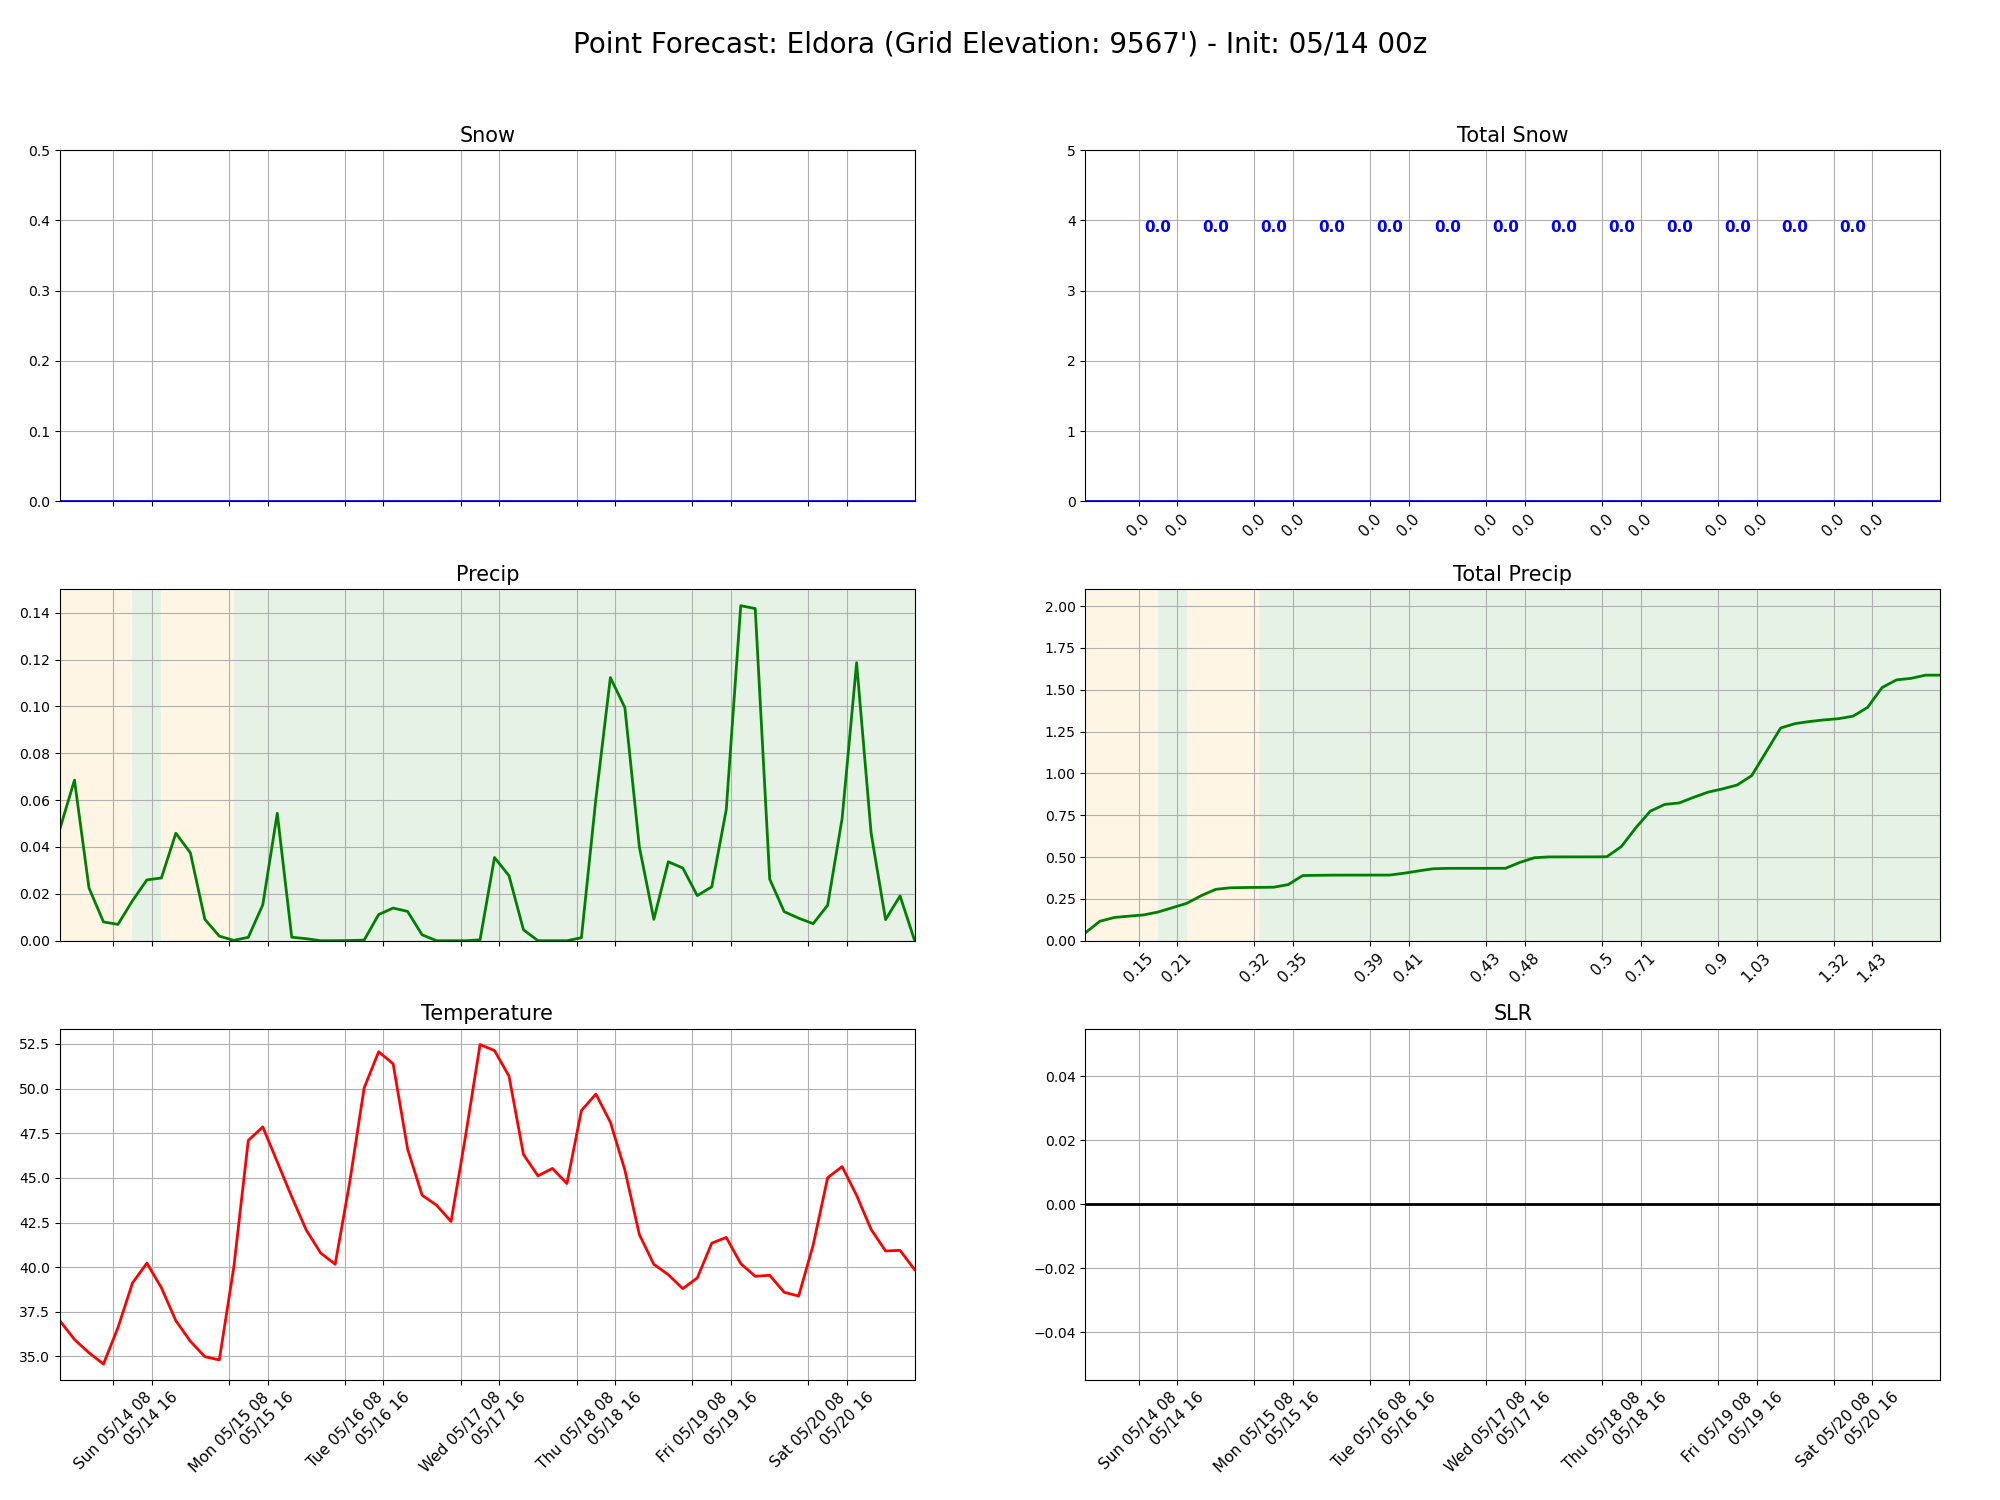 Point Forecast: Eldora (Grid Elevation: 9567') - Init: 05/14 00z
Snow
0.5
0.4
0.3
0.2
0.1
0.0
Total Snow
5
4
3
2
1
0
0.0 0.0 0.0 0.0 0.0 0.0 0.0 0.0 0.0 0.0 0.0 0.0 0.0
0.0 0.0 0.0 0.0 0.0 0.0 0.0 0.0 0.0 0.0 0.0 0.0 0.0 0.0
Precip
0.14
0.12
0.10
0.08
0.06
0.04
0.02
0.00
Total Precip
2.00
1.75
1.50
1.25
1.00
0.75
0.50
0.25
0.00
0.15 0.21 0.32 0.35 0.39 0.41 0.43 0.48 0.5 0.71 0.9 1.03 1.32 1.43
Temperature
52.5
50.0
47.5
45.0
42.5
40.0
37.5
35.0
Sun 05/14 08
05/14 16
Mon 05/15 08
05/15 16
Tue 05/16 08
05/16 16
Wed 05/17 08
05/17 16
Thu 05/18 08
05/18 16
Fri 05/19 08
05/19 16
Sat 05/20 08
05/20 16
SLR
0.04
0.02
0.00
−0.02
−0.04
Sun 05/14 08
05/14 16
Mon 05/15 08
05/15 16
Tue 05/16 08
05/16 16
Wed 05/17 08
05/17 16
Thu 05/18 08
05/18 16
Fri 05/19 08
05/19 16
Sat 05/20 08
05/20 16